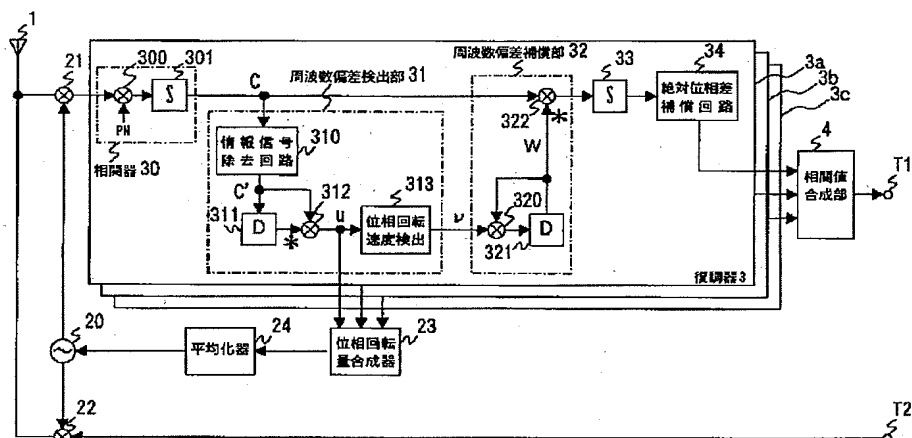 1
21
300
301
∫
PN
相関器 30
C
周波数偏差検出部 31
情報信号
除去回路
310
C'
311
D
*
312
u
313
位相回転
速度検出
ν
周波数偏差補償部 32
322
*
W
320
321
D
33
∫
34
絶対位相差
補償回路
3a
3b
3c
復調器3
4
相関値
合成部
T1
20
24
平均化器
23
位相回転
量合成器
22
T2